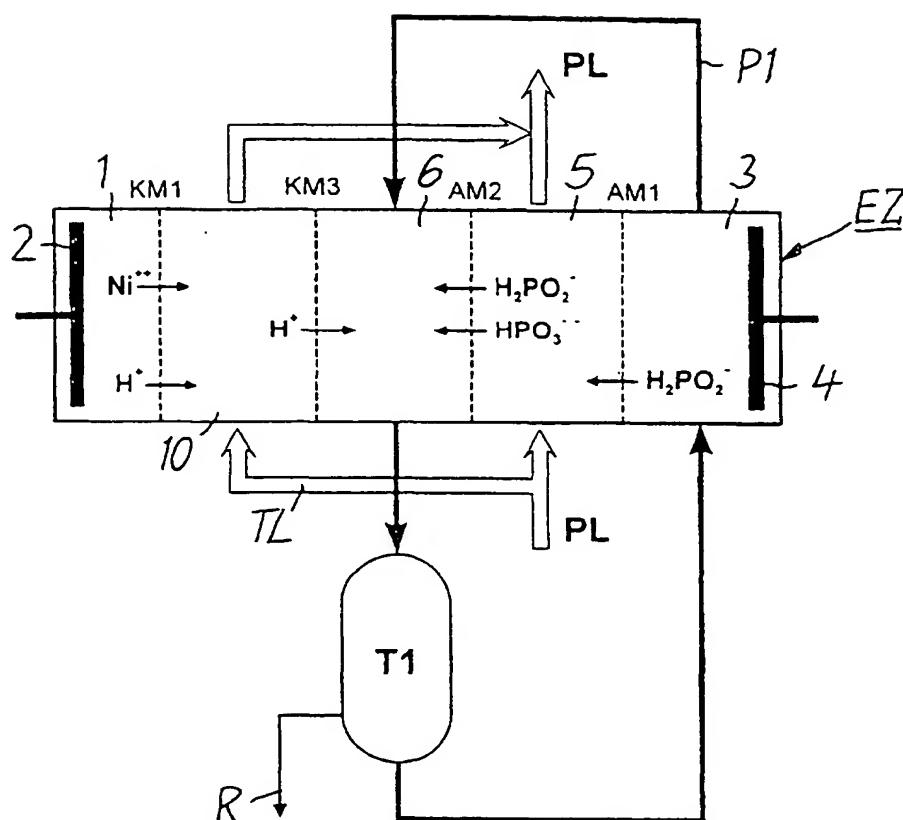 P1
PL
1 KM1 KM3 6 AM2 5 AM1 3
EZ
2
Ni⁺⁺ H₂PO₂⁻
H⁺ HPO₃⁻⁻
H⁺ H₂PO₂⁻ 4
10
TL PL
T1
R